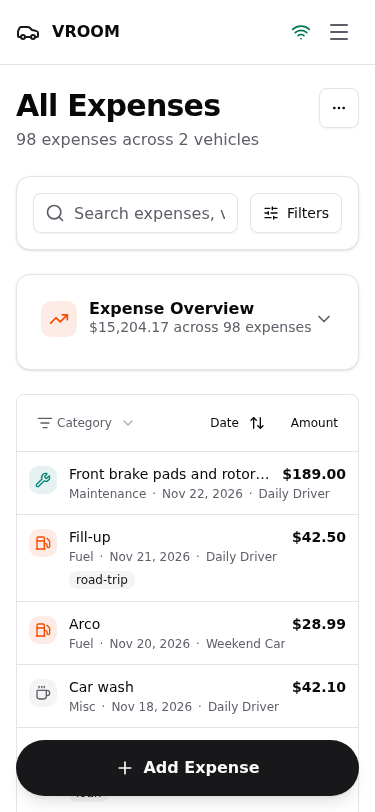 VROOM
All Expenses
98 expenses across 2 vehicles
Search expenses,
Filters
Expense Overview
$15,204.17 across 98 expenses
Category Date Amount
Front brake pads and rotor... $189.00
Maintenance · Nov 22, 2026 · Daily Driver
Fill-up $42.50
Fuel · Nov 21, 2026 · Daily Driver
road-trip
Arco $28.99
Fuel · Nov 20, 2026 · Weekend Car
Car wash $42.10
Misc · Nov 18, 2026 · Daily Driver
Add Expense